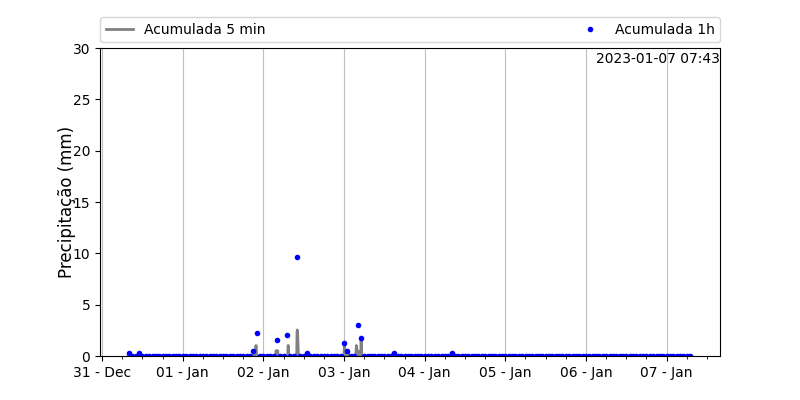 Acumulada 5 min
Acumulada 1h
2023-01-07 07:43
Precipitação (mm)
30
25
20
15
10
5
0
31 - Dec
01 - Jan
02 - Jan
03 - Jan
04 - Jan
05 - Jan
06 - Jan
07 - Jan